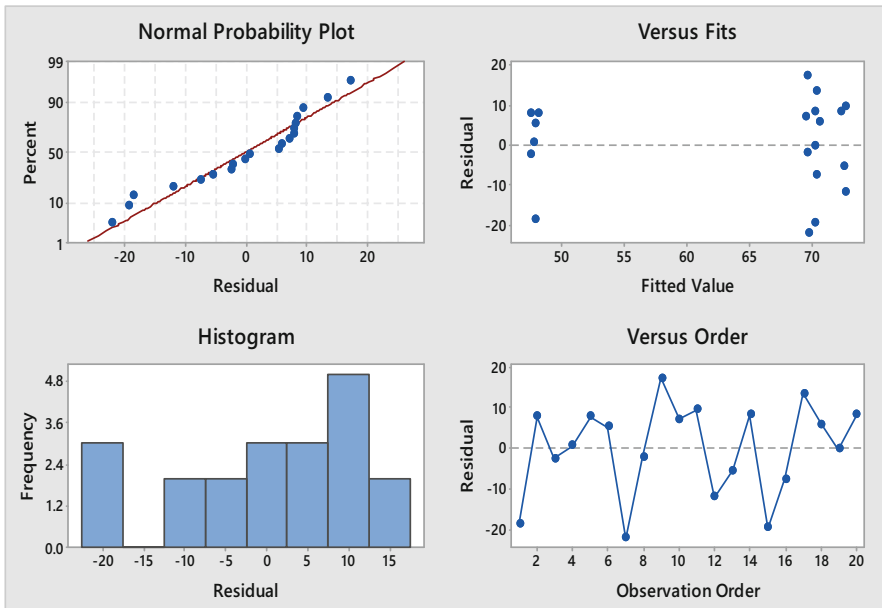 Normal Probability Plot
99
90
50
10
1
Percent
-20 -10 0 10 20
Residual
Versus Fits
20
10
0
-10
-20
Residual
50 55 60 65 70
Fitted Value
Histogram
4.8
3.6
2.4
1.2
0.0
Frequency
-20 -15 -10 -5 0 5 10 15
Residual
Versus Order
20
10
0
-10
-20
Residual
2 4 6 8 10 12 14 16 18 20
Observation Order